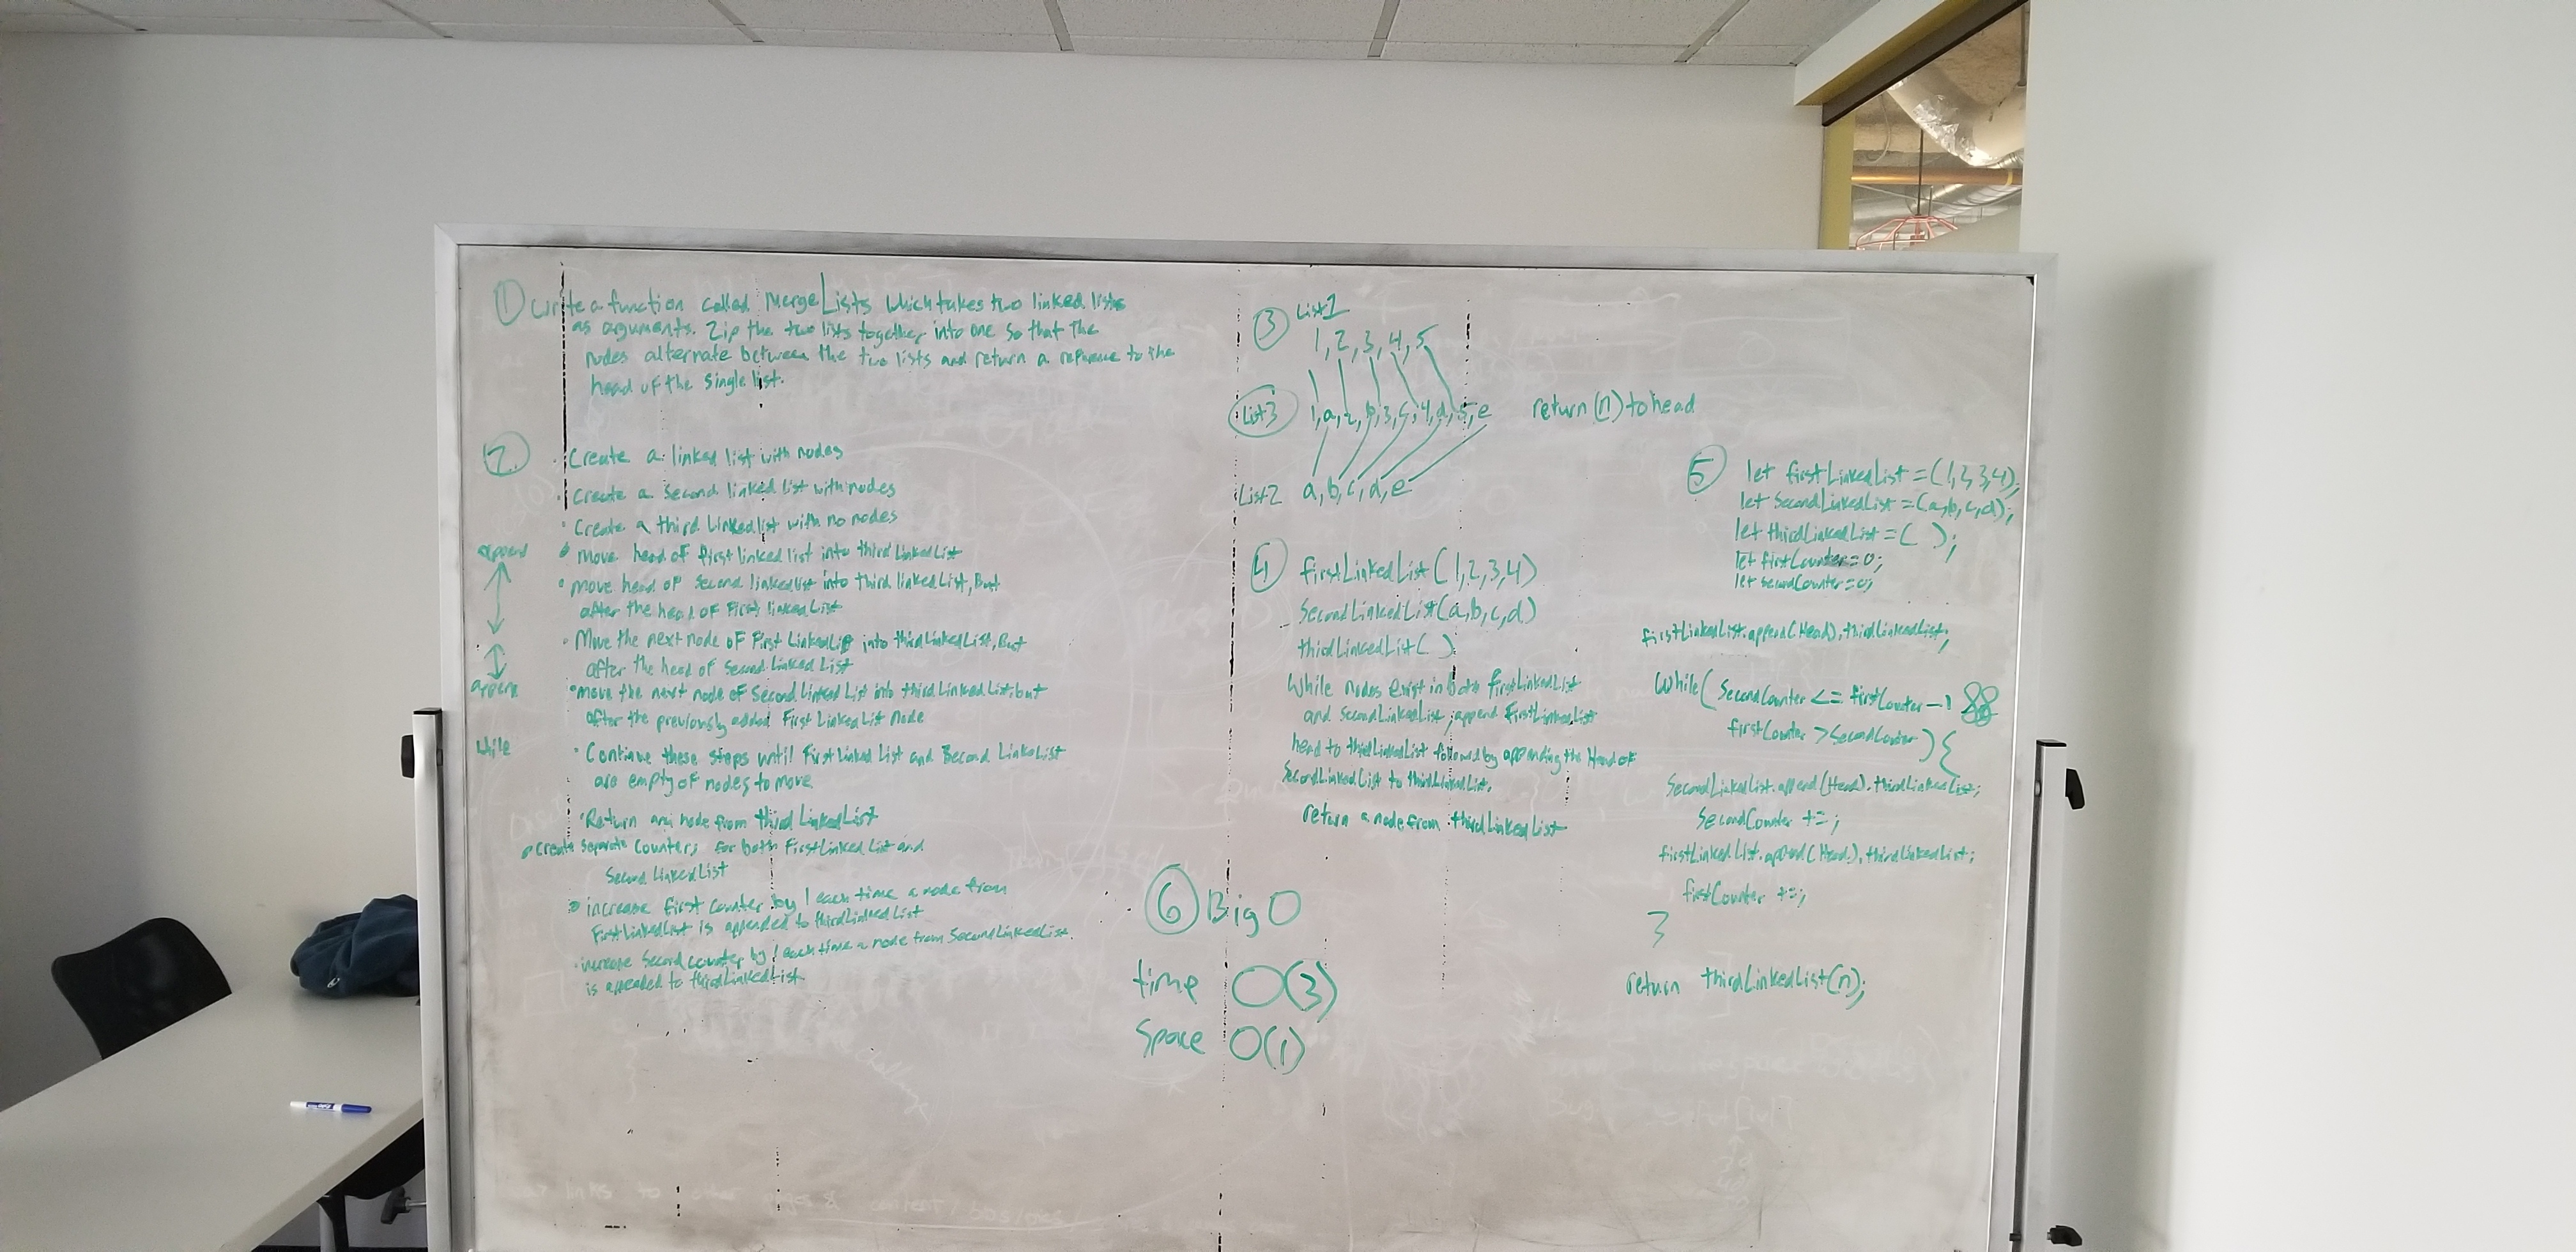 ① Write a function called MergeLists which takes two linked lists
as arguments. Zip the two lists together into one so that the
nodes alternate between the two lists and return a reference to the
head of the single list.
②
· Create a linked list with nodes
· Create a second linked list with nodes
· Create a third Linked list with no nodes
append
· Move head of first linked list into third Linked List
· move head of second linked list into third linked List, But
after the head of First linked List
· Move the next node of First Linked List into third Linked List, But
after the head of Second Linked List
append
· move the next node of Second Linked List into third Linked List, but
after the previously added First Linked List Node
while
· Continue these steps until First Linked List and Second Linked List
are empty of nodes to move.
· Return any node from third Linked List
· Create separate counters for both First Linked List and
Second Linked List
· increase first counter by 1 each time a node from
First Linked List is appended to third Linked List
· increase Second counter by 1 each time a node from Second Linked List.
is appended to third Linked List.
③ List 1
1, 2, 3, 4, 5
List 3 1, a, 2, b, 3, c, 4, d, 5, e return (n) to head
List 2 a, b, c, d, e
④ firstLinkedList (1, 2, 3, 4)
SecondLinkedList (a, b, c, d)
thirdLinkedList ( )
While nodes exist in both firstLinkedList
and SecondLinkedList, append FirstLinkedList
head to thirdLinkedList followed by appending the Head of
SecondLinkedList to thirdLinkedList.
return a node from thirdLinkedList
⑤ let firstLinkedList = (1, 2, 3, 4);
let SecondLinkedList = (a, b, c, d);
let thirdLinkedList = ( );
let firstCounter = 0;
let secondCounter = 0;
firstLinkedList.append(Head).thirdLinkedList;
While( SecondCounter <= firstCounter -1 &&
firstCounter > SecondCounter ) {
SecondLinkedList.append(Head).thirdLinkedList;
SecondCounter +=;
firstLinkedList.append(Head).thirdLinkedList;
firstCounter +=;
}
return thirdLinkedList(n);
⑥ Big O
time O(3)
Space O(1)